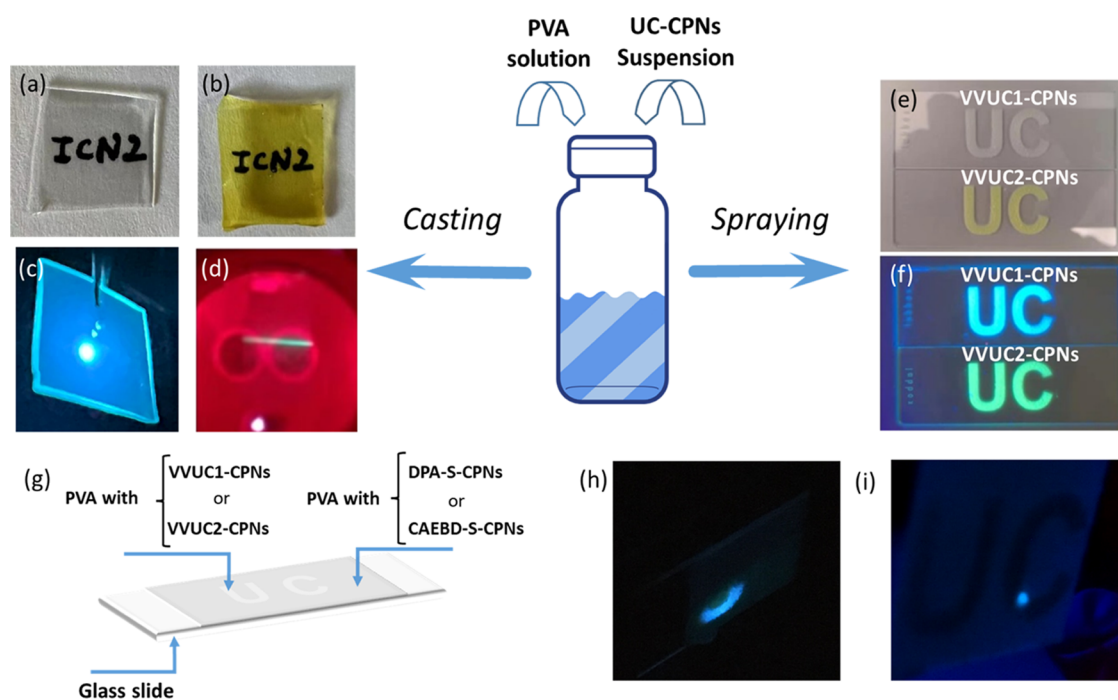 PVA
solution
UC-CPNs
Suspension
(a)
ICN2
(b)
ICN2
(c)
(d)
Casting
Spraying
(e)
VVUC1-CPNs
UC
VVUC2-CPNs
UC
(f)
VVUC1-CPNs
UC
VVUC2-CPNs
UC
(g)
PVA with
VVUC1-CPNs
or
VVUC2-CPNs
PVA with
DPA-S-CPNs
or
CAEBD-S-CPNs
UC
Glass slide
(h)
(i)
UC